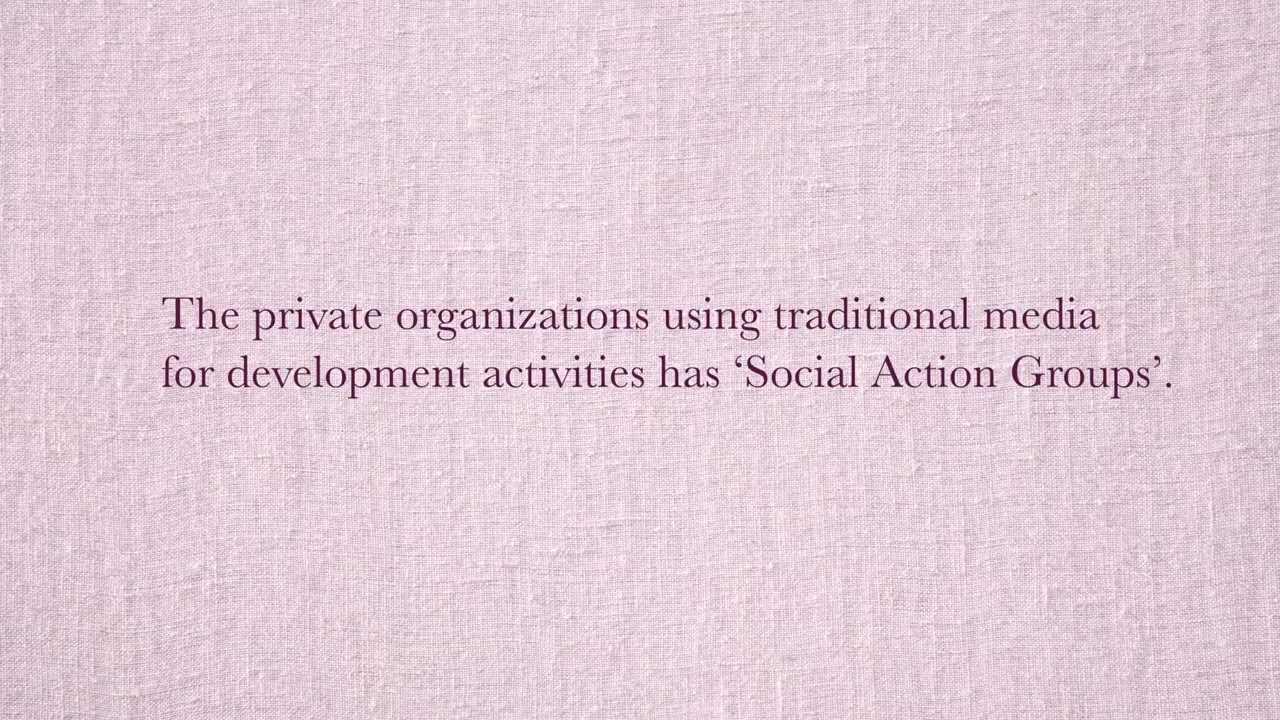 The private organizations using traditional media
for development activities has ‘Social Action Groups’.